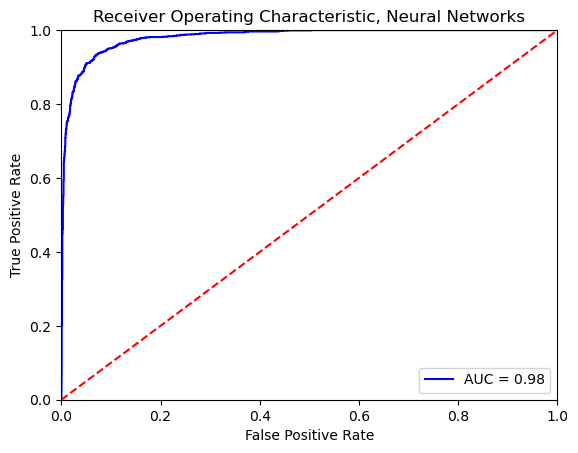 Receiver Operating Characteristic, Neural Networks
1.0
0.8
0.6
0.4
0.2
0.0
True Positive Rate
AUC = 0.98
0.0 0.2 0.4 0.6 0.8 1.0
False Positive Rate